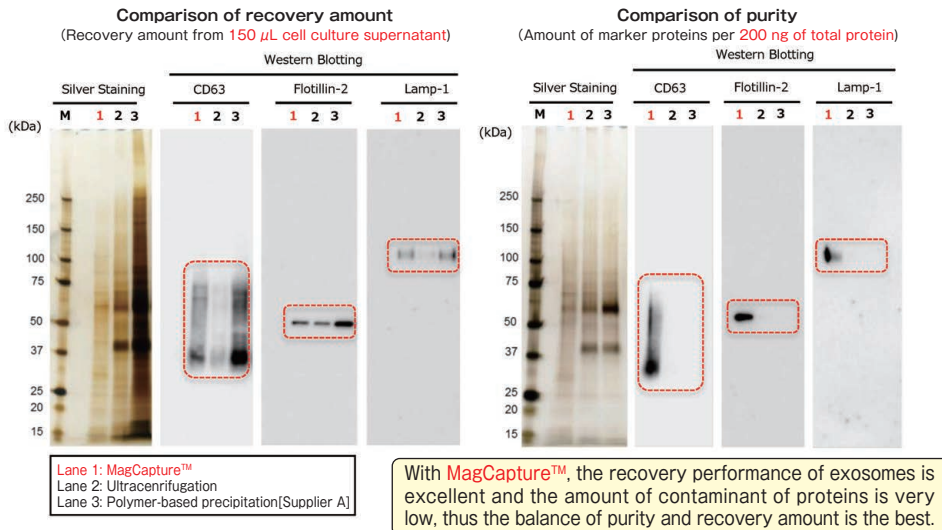 Comparison of recovery amount
(Recovery amount from 150 μL cell culture supernatant)
Western Blotting
Silver Staining CD63 Flotillin-2 Lamp-1
M 1 2 3 1 2 3 1 2 3 1 2 3
(kDa)
250
150
100
75
50
37
25
20
15
Lane 1: MagCapture™
Lane 2: Ultracenrifugation
Lane 3: Polymer-based precipitation[Supplier A]
Comparison of purity
(Amount of marker proteins per 200 ng of total protein)
Western Blotting
Silver Staining CD63 Flotillin-2 Lamp-1
M 1 2 3 1 2 3 1 2 3 1 2 3
(kDa)
250
150
100
75
50
37
25
20
15
With MagCapture™, the recovery performance of exosomes is
excellent and the amount of contaminant of proteins is very
low, thus the balance of purity and recovery amount is the best.